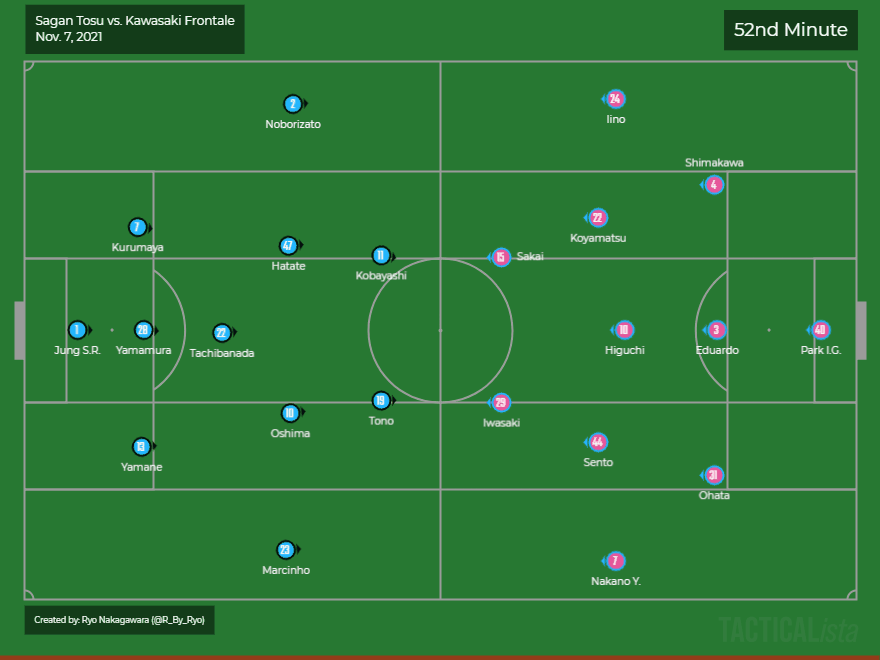 Sagan Tosu vs. Kawasaki Frontale
Nov. 7, 2021
52nd Minute
2
Noborizato
24
Iino
Shimakawa
4
7
Kurumaya
22
Koyamatsu
47
Hatate
11
Kobayashi
15 Sakai
1
Jung S.R.
28
Yamamura
22
Tachibanada
10
Higuchi
3
Eduardo
40
Park I.G.
19
Tono
29
Iwasaki
10
Oshima
44
Sento
13
Yamane
31
Ohata
23
Marcinho
7
Nakano Y.
Created by: Ryo Nakagawara (@R_By_Ryo)
TACTICALista